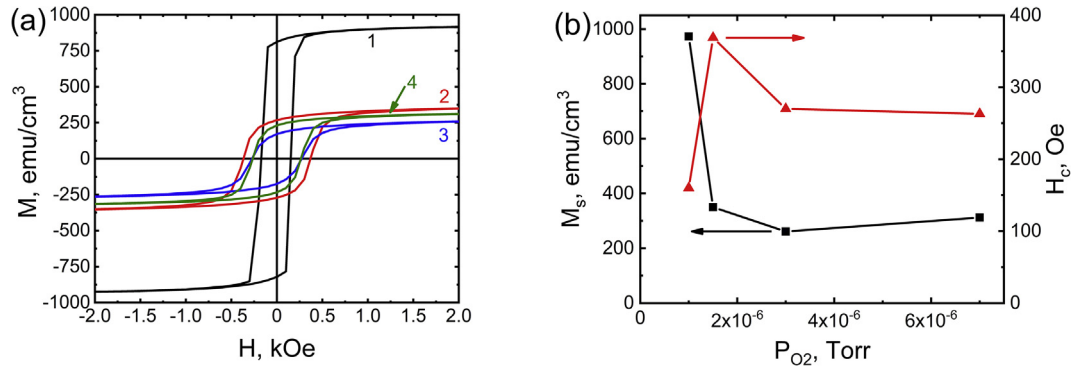 (a)
1000
750
500
250
0
-250
-500
-750
-1000
M, emu/cm³
-2.0 -1.5 -1.0 -0.5 0.0 0.5 1.0 1.5 2.0
H, kOe
1
4
2
3
(b)
1000
800
600
400
200
0
Mₛ, emu/cm³
400
300
200
100
0
H_c, Oe
0 2x10⁻⁶ 4x10⁻⁶ 6x10⁻⁶
P_O2, Torr